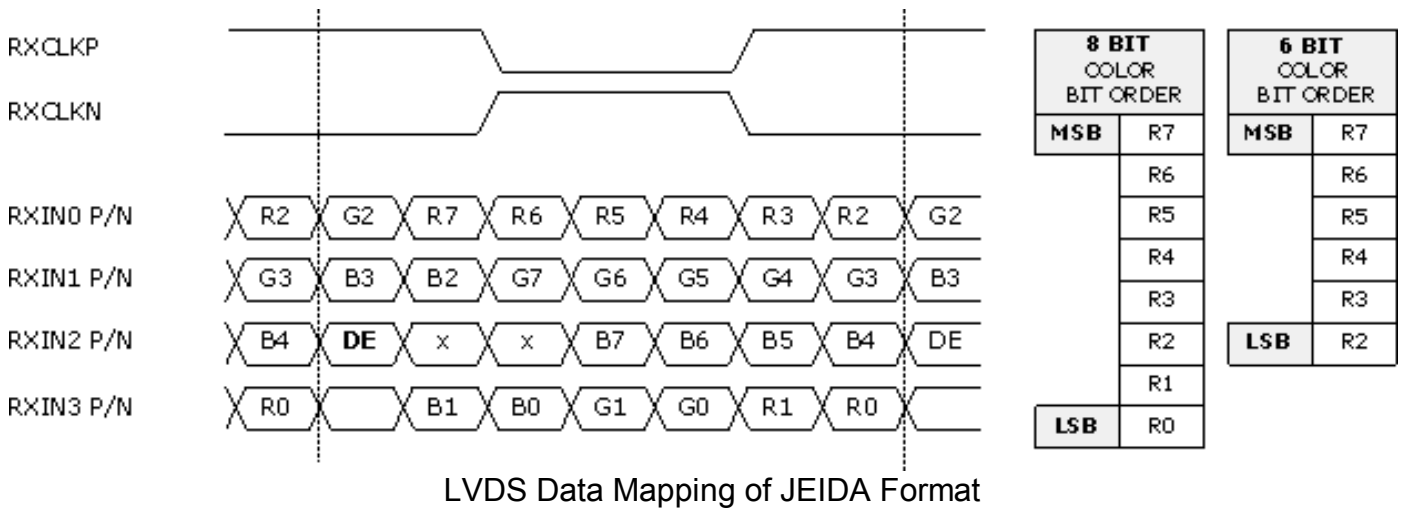 RXCLKP
RXCLKN
RXIN0 P/N R2 G2 R7 R6 R5 R4 R3 R2 G2
RXIN1 P/N G3 B3 B2 G7 G6 G5 G4 G3 B3
RXIN2 P/N B4 DE x x B7 B6 B5 B4 DE
RXIN3 P/N R0 B1 B0 G1 G0 R1 R0
8 BIT
COLOR
BIT ORDER
MSB R7
R6
R5
R4
R3
R2
R1
LSB R0
6 BIT
COLOR
BIT ORDER
MSB R7
R6
R5
R4
R3
LSB R2
LVDS Data Mapping of JEIDA Format